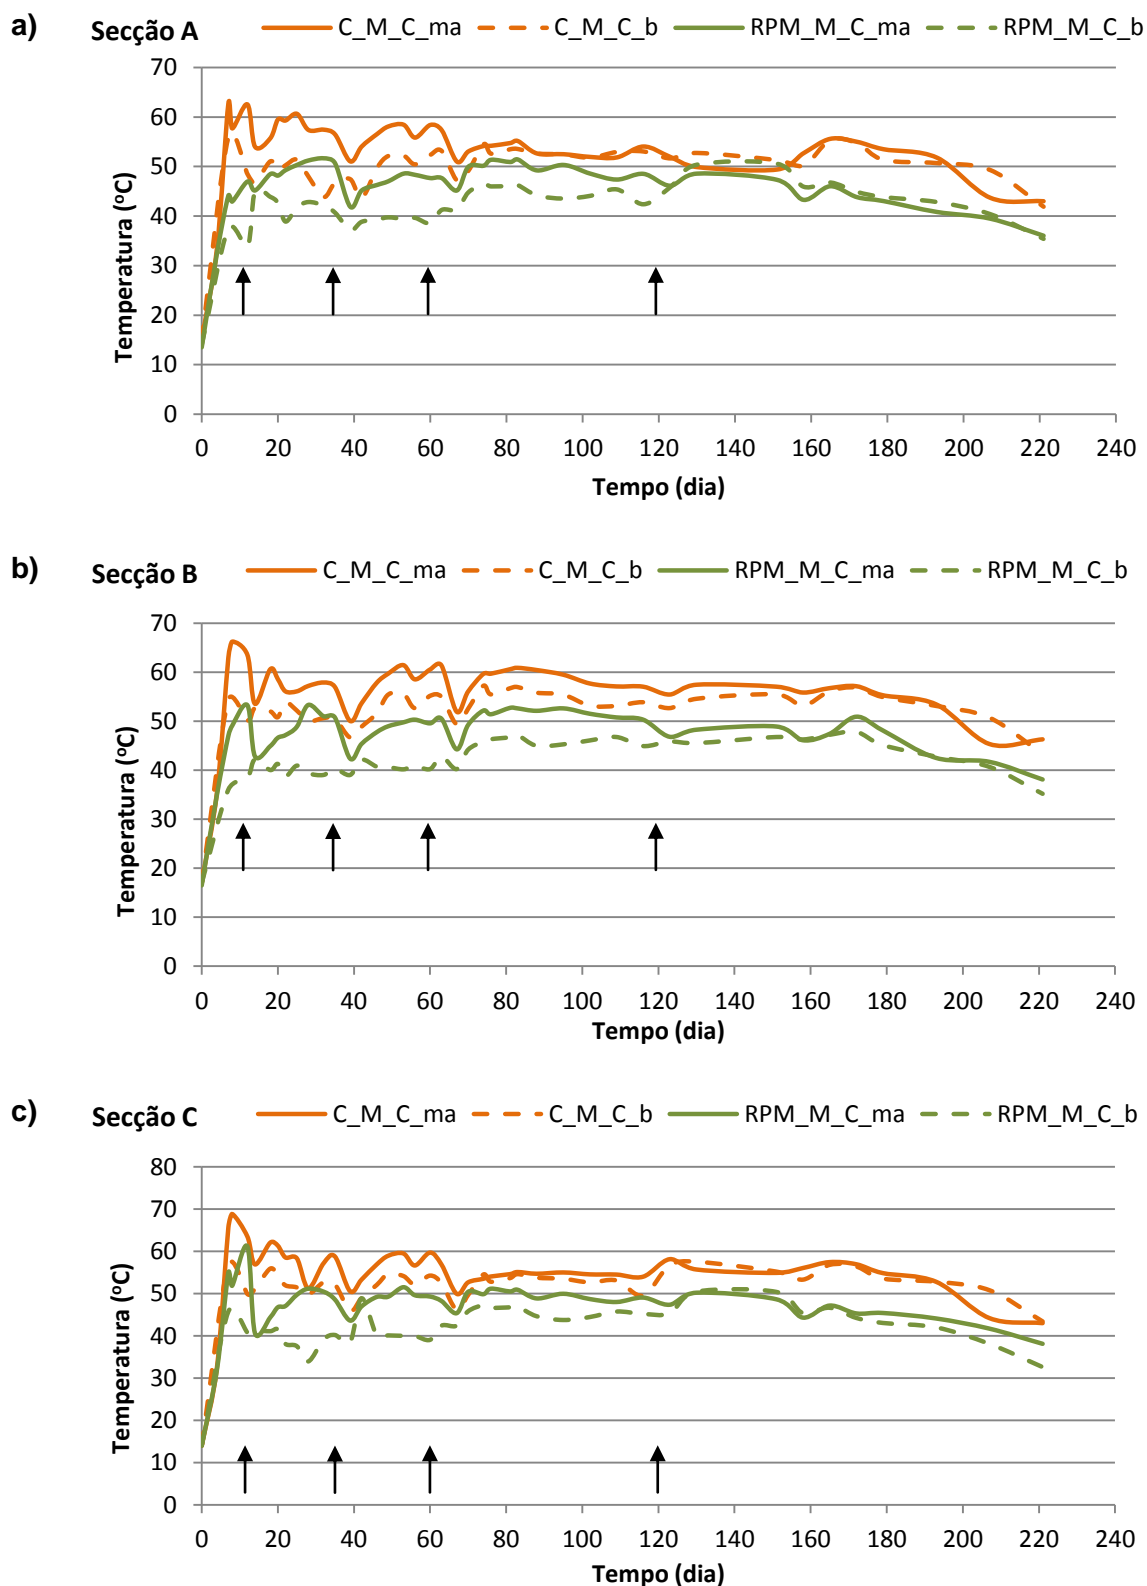 a) Secção A C_M_C_ma C_M_C_b RPM_M_C_ma RPM_M_C_b
70
60
50
40
30
20
10
0
Temperatura (ºC)
0 20 40 60 80 100 120 140 160 180 200 220 240
Tempo (dia)
b) Secção B C_M_C_ma C_M_C_b RPM_M_C_ma RPM_M_C_b
70
60
50
40
30
20
10
0
Temperatura (ºC)
0 20 40 60 80 100 120 140 160 180 200 220 240
Tempo (dia)
c) Secção C C_M_C_ma C_M_C_b RPM_M_C_ma RPM_M_C_b
80
70
60
50
40
30
20
10
0
Temperatura (ºC)
0 20 40 60 80 100 120 140 160 180 200 220 240
Tempo (dia)